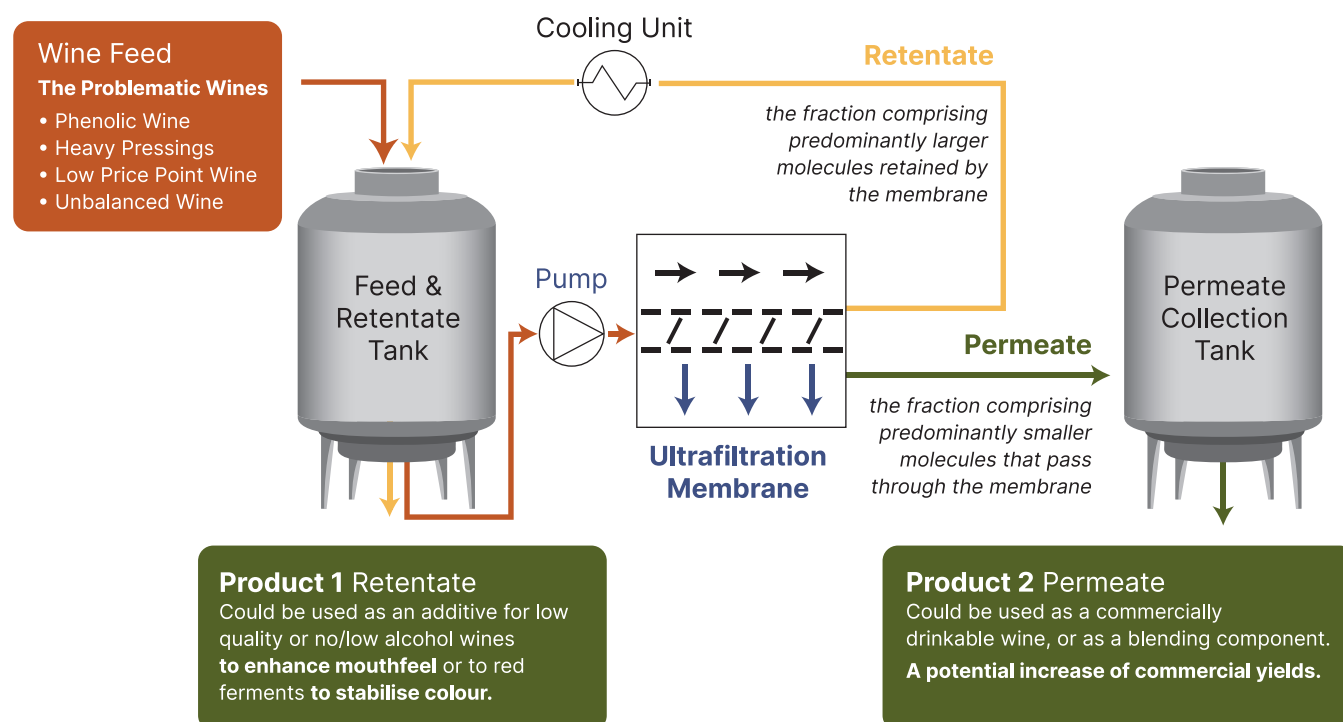 Wine Feed
The Problematic Wines
• Phenolic Wine
• Heavy Pressings
• Low Price Point Wine
• Unbalanced Wine
Cooling Unit
Retentate
the fraction comprising
predominantly larger
molecules retained by
the membrane
Feed &
Retentate
Tank
Pump
Ultrafiltration
Membrane
Permeate
the fraction comprising
predominantly smaller
molecules that pass
through the membrane
Permeate
Collection
Tank
Product 1 Retentate
Could be used as an additive for low
quality or no/low alcohol wines
to enhance mouthfeel or to red
ferments to stabilise colour.
Product 2 Permeate
Could be used as a commercially
drinkable wine, or as a blending component.
A potential increase of commercial yields.